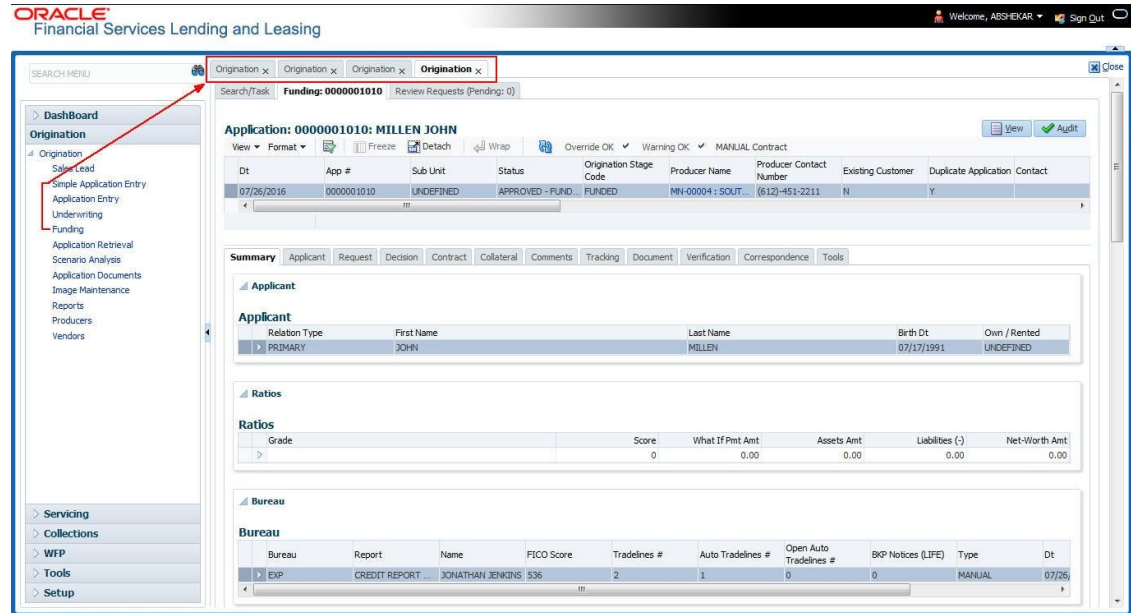 ORACLE
Financial Services Lending and Leasing
Welcome, ABSHEKAR
Sign Out
SEARCH MENU
Origination x Origination x Origination x Origination x
Close
Search/Task Funding: 0000001010 Review Requests (Pending: 0)
DashBoard
Origination
Origination
Sales Lead
Simple Application Entry
Application Entry
Underwriting
Funding
Application Retrieval
Scenario Analysis
Application Documents
Image Maintenance
Reports
Producers
Vendors
Servicing
Collections
WFP
Tools
Setup
Application: 0000001010: MILLEN JOHN
View Audit
View Format Freeze Detach Wrap Override OK Warning OK MANUAL Contract
Dt App # Sub Unit Status Origination Stage Code Producer Name Producer Contact Number Existing Customer Duplicate Application Contact
07/26/2016 0000001010 UNDEFINED APPROVED - FUND... FUNDED MN-00004 : SOUT... (612)-451-2211 N Y
Summary Applicant Request Decision Contract Collateral Comments Tracking Document Verification Correspondence Tools
Applicant
Applicant
Relation Type First Name Last Name Birth Dt Own / Rented
PRIMARY JOHN MILLEN 07/17/1991 UNDEFINED
Ratios
Ratios
Grade Score What If Pmt Amt Assets Amt Liabilities (-) Net-Worth Amt
0 0.00 0.00 0.00 0.00
Bureau
Bureau
Bureau Report Name FICO Score Tradelines # Auto Tradelines # Open Auto Tradelines # BKP Notices (LIFE) Type Dt
EXP CREDIT REPORT ... JONATHAN JENKINS 536 2 1 0 0 MANUAL 07/26/